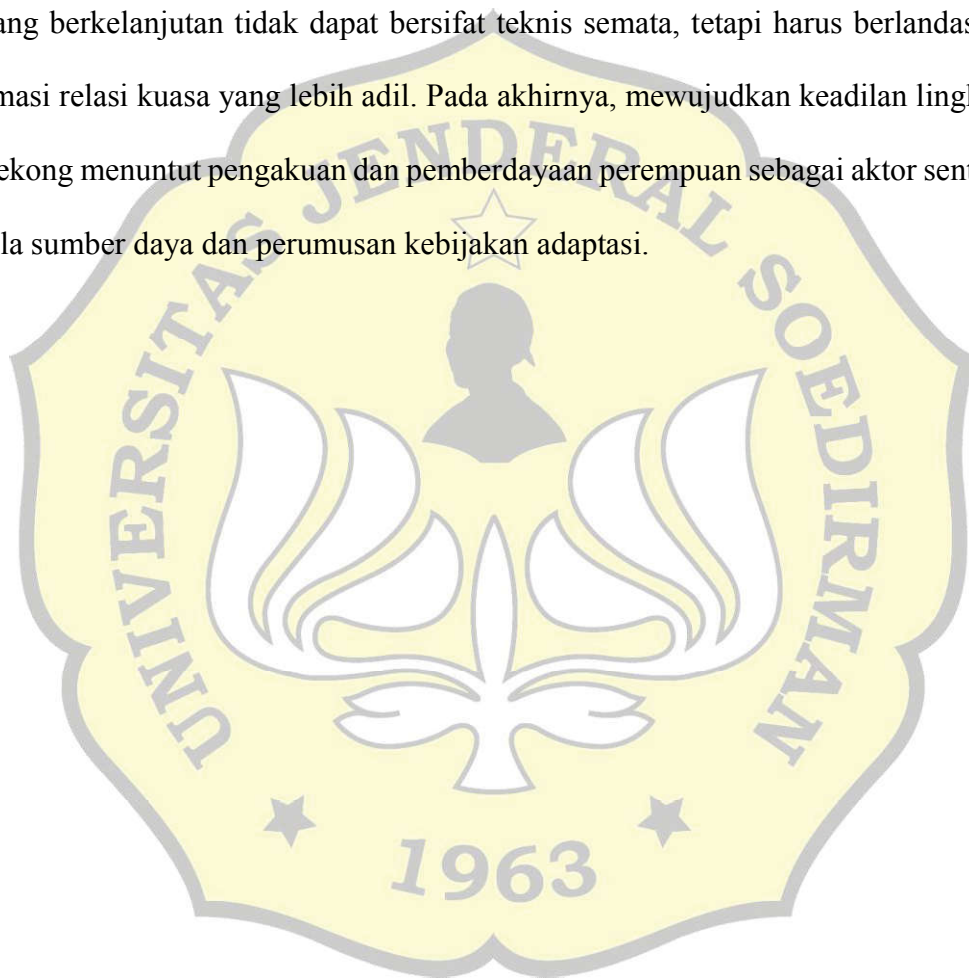 ang berkelanjutan tidak dapat bersifat teknis semata, tetapi harus berlandas
masi relasi kuasa yang lebih adil. Pada akhirnya, mewujudkan keadilan lingk
ekong menuntut pengakuan dan pemberdayaan perempuan sebagai aktor sent
la sumber daya dan perumusan kebijakan adaptasi.
UNIVERSITAS JENDERAL SOEDIRMAN
1963